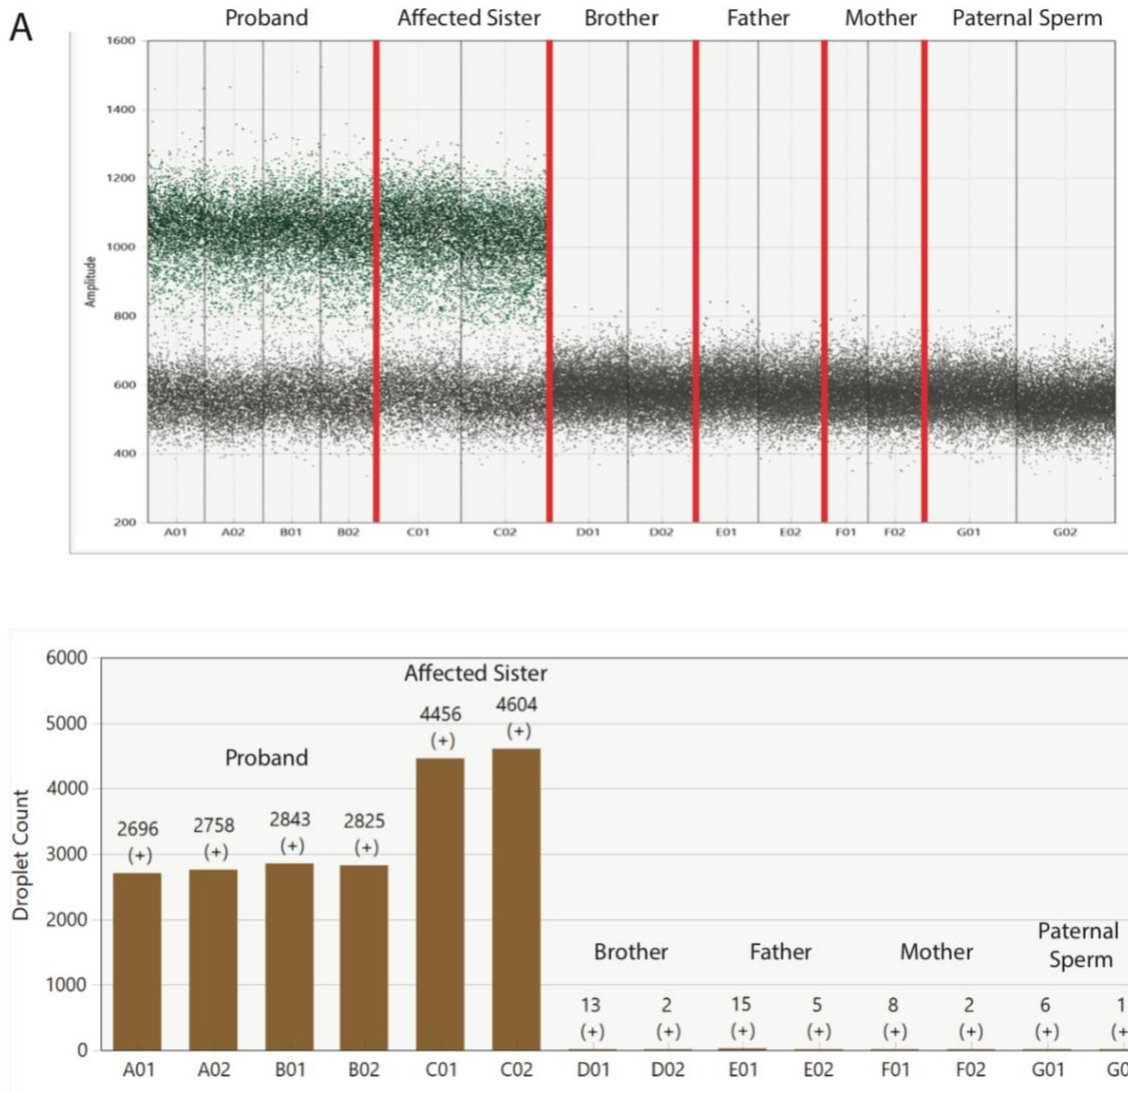 A
Proband Affected Sister Brother Father Mother Paternal Sperm
1600
1400
1200
1000
800
600
400
200
Amplitude
A01 A02 B01 B02 C01 C02 D01 D02 E01 E02 F01 F02 G01 G02
6000
5000
4000
3000
2000
1000
0
Droplet Count
Affected Sister
Proband
Brother Father Mother
Paternal
Sperm
2696 2758 2843 2825 4456 4604 13 2 15 5 8 2 6 1
(+) (+) (+) (+) (+) (+) (+) (+) (+) (+) (+) (+) (+) (+
A01 A02 B01 B02 C01 C02 D01 D02 E01 E02 F01 F02 G01 G0